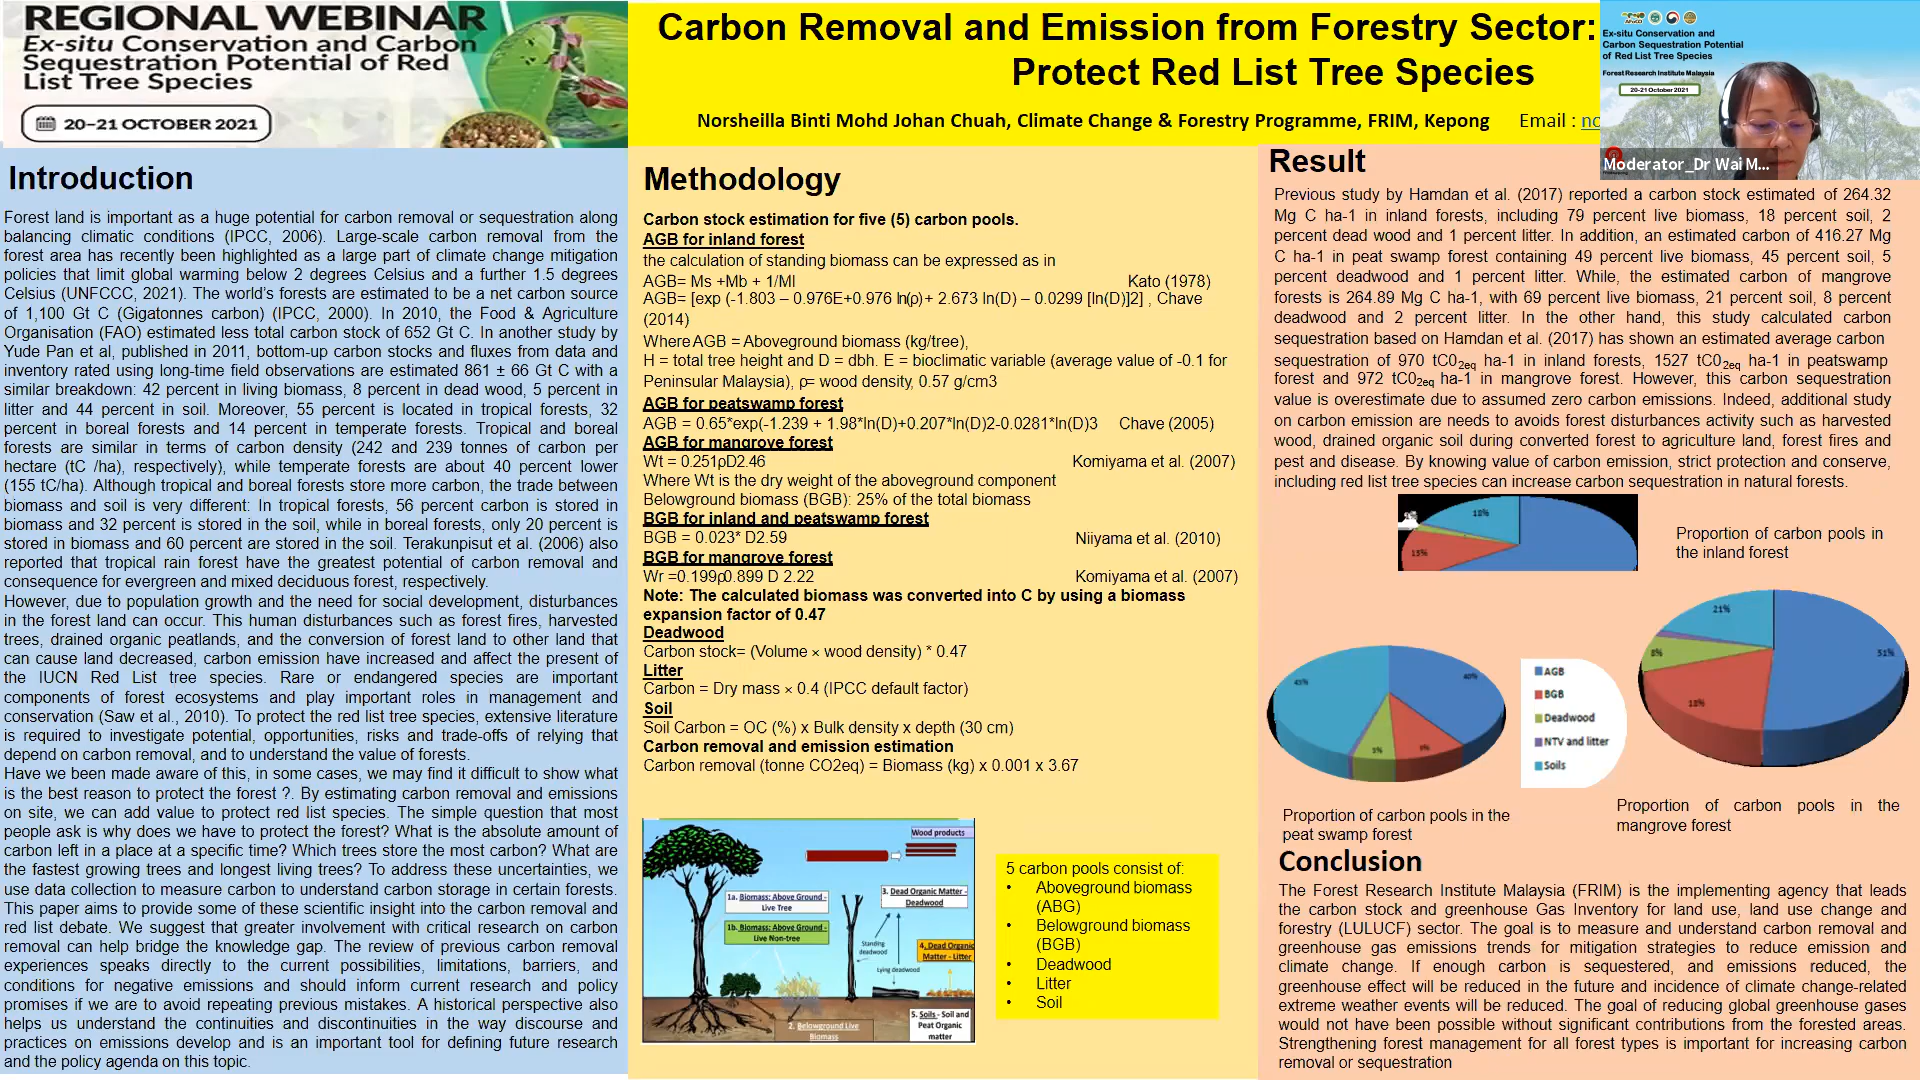 REGIONAL WEBINAR
Ex-situ Conservation and Carbon
Sequestration Potential of Red
List Tree Species
20–21 OCTOBER 2021
Carbon Removal and Emission from Forestry Sector:
Protect Red List Tree Species
Norsheilla Binti Mohd Johan Chuah, Climate Change & Forestry Programme, FRIM, Kepong Email : no
Ex-situ Conservation and
Carbon Sequestration Potential
of Red List Tree Species
Forest Research Institute Malaysia
20-21 October 2021
Moderator_Dr Wai M...
Introduction
Forest land is important as a huge potential for carbon removal or sequestration along
balancing climatic conditions (IPCC, 2006). Large-scale carbon removal from the
forest area has recently been highlighted as a large part of climate change mitigation
policies that limit global warming below 2 degrees Celsius and a further 1.5 degrees
Celsius (UNFCCC, 2021). The world's forests are estimated to be a net carbon source
of 1,100 Gt C (Gigatonnes carbon) (IPCC, 2000). In 2010, the Food & Agriculture
Organisation (FAO) estimated less total carbon stock of 652 Gt C. In another study by
Yude Pan et al, published in 2011, bottom-up carbon stocks and fluxes from data and
inventory rated using long-time field observations are estimated 861 ± 66 Gt C with a
similar breakdown: 42 percent in living biomass, 8 percent in dead wood, 5 percent in
litter and 44 percent in soil. Moreover, 55 percent is located in tropical forests, 32
percent in boreal forests and 14 percent in temperate forests. Tropical and boreal
forests are similar in terms of carbon density (242 and 239 tonnes of carbon per
hectare (tC /ha), respectively), while temperate forests are about 40 percent lower
(155 tC/ha). Although tropical and boreal forests store more carbon, the trade between
biomass and soil is very different: In tropical forests, 56 percent carbon is stored in
biomass and 32 percent is stored in the soil, while in boreal forests, only 20 percent is
stored in biomass and 60 percent are stored in the soil. Terakunpisut et al. (2006) also
reported that tropical rain forest have the greatest potential of carbon removal and
consequence for evergreen and mixed deciduous forest, respectively.
However, due to population growth and the need for social development, disturbances
in the forest land can occur. This human disturbances such as forest fires, harvested
trees, drained organic peatlands, and the conversion of forest land to other land that
can cause land decreased, carbon emission have increased and affect the present of
the IUCN Red List tree species. Rare or endangered species are important
components of forest ecosystems and play important roles in management and
conservation (Saw et al., 2010). To protect the red list tree species, extensive literature
is required to investigate potential, opportunities, risks and trade-offs of relying that
depend on carbon removal, and to understand the value of forests.
Have we been made aware of this, in some cases, we may find it difficult to show what
is the best reason to protect the forest ?. By estimating carbon removal and emissions
on site, we can add value to protect red list species. The simple question that most
people ask is why does we have to protect the forest? What is the absolute amount of
carbon left in a place at a specific time? Which trees store the most carbon? What are
the fastest growing trees and longest living trees? To address these uncertainties, we
use data collection to measure carbon to understand carbon storage in certain forests.
This paper aims to provide some of these scientific insight into the carbon removal and
red list debate. We suggest that greater involvement with critical research on carbon
removal can help bridge the knowledge gap. The review of previous carbon removal
experiences speaks directly to the current possibilities, limitations, barriers, and
conditions for negative emissions and should inform current research and policy
promises if we are to avoid repeating previous mistakes. A historical perspective also
helps us understand the continuities and discontinuities in the way discourse and
practices on emissions develop and is an important tool for defining future research
and the policy agenda on this topic.
Methodology
Carbon stock estimation for five (5) carbon pools.
AGB for inland forest
the calculation of standing biomass can be expressed as in
AGB= Ms +Mb + 1/Ml Kato (1978)
AGB= [exp (-1.803 – 0.976E+0.976 ln(ρ)+ 2.673 ln(D) – 0.0299 [ln(D)]2] , Chave
(2014)
Where AGB = Aboveground biomass (kg/tree),
H = total tree height and D = dbh. E = bioclimatic variable (average value of -0.1 for
Peninsular Malaysia), ρ= wood density, 0.57 g/cm3
AGB for peatswamp forest
AGB = 0.65*exp(-1.239 + 1.98*ln(D)+0.207*ln(D)2-0.0281*ln(D)3 Chave (2005)
AGB for mangrove forest
Wt = 0.251ρD2.46 Komiyama et al. (2007)
Where Wt is the dry weight of the aboveground component
Belowground biomass (BGB): 25% of the total biomass
BGB for inland and peatswamp forest
BGB = 0.023* D2.59 Niiyama et al. (2010)
BGB for mangrove forest
Wr =0.199ρ0.899 D 2.22 Komiyama et al. (2007)
Note: The calculated biomass was converted into C by using a biomass
expansion factor of 0.47
Deadwood
Carbon stock= (Volume × wood density) * 0.47
Litter
Carbon = Dry mass × 0.4 (IPCC default factor)
Soil
Soil Carbon = OC (%) x Bulk density x depth (30 cm)
Carbon removal and emission estimation
Carbon removal (tonne CO2eq) = Biomass (kg) x 0.001 x 3.67
Wood products
1a. Biomass: Above Ground -
Live Tree
1b. Biomass: Above Ground -
Live Non-tree
3. Dead Organic Matter -
Deadwood
Standing
deadwood
Lying deadwood
4. Dead Organic
Matter - Litter
2. Belowground Live
Biomass
5. Soils - Soil and
Peat Organic
matter
5 carbon pools consist of:
• Aboveground biomass
(ABG)
• Belowground biomass
(BGB)
• Deadwood
• Litter
• Soil
Result
Previous study by Hamdan et al. (2017) reported a carbon stock estimated of 264.32
Mg C ha-1 in inland forests, including 79 percent live biomass, 18 percent soil, 2
percent dead wood and 1 percent litter. In addition, an estimated carbon of 416.27 Mg
C ha-1 in peat swamp forest containing 49 percent live biomass, 45 percent soil, 5
percent deadwood and 1 percent litter. While, the estimated carbon of mangrove
forests is 264.89 Mg C ha-1, with 69 percent live biomass, 21 percent soil, 8 percent
deadwood and 2 percent litter. In the other hand, this study calculated carbon
sequestration based on Hamdan et al. (2017) has shown an estimated average carbon
sequestration of 970 tC02eq ha-1 in inland forests, 1527 tC02eq ha-1 in peatswamp
forest and 972 tC02eq ha-1 in mangrove forest. However, this carbon sequestration
value is overestimate due to assumed zero carbon emissions. Indeed, additional study
on carbon emission are needs to avoids forest disturbances activity such as harvested
wood, drained organic soil during converted forest to agriculture land, forest fires and
pest and disease. By knowing value of carbon emission, strict protection and conserve,
including red list tree species can increase carbon sequestration in natural forests.
18%
13%
Proportion of carbon pools in
the inland forest
45%
40%
5%
9%
AGB
BGB
Deadwood
NTV and litter
Soils
21%
8%
18%
51%
Proportion of carbon pools in the
peat swamp forest
Proportion of carbon pools in the
mangrove forest
Conclusion
The Forest Research Institute Malaysia (FRIM) is the implementing agency that leads
the carbon stock and greenhouse Gas Inventory for land use, land use change and
forestry (LULUCF) sector. The goal is to measure and understand carbon removal and
greenhouse gas emissions trends for mitigation strategies to reduce emission and
climate change. If enough carbon is sequestered, and emissions reduced, the
greenhouse effect will be reduced in the future and incidence of climate change-related
extreme weather events will be reduced. The goal of reducing global greenhouse gases
would not have been possible without significant contributions from the forested areas.
Strengthening forest management for all forest types is important for increasing carbon
removal or sequestration